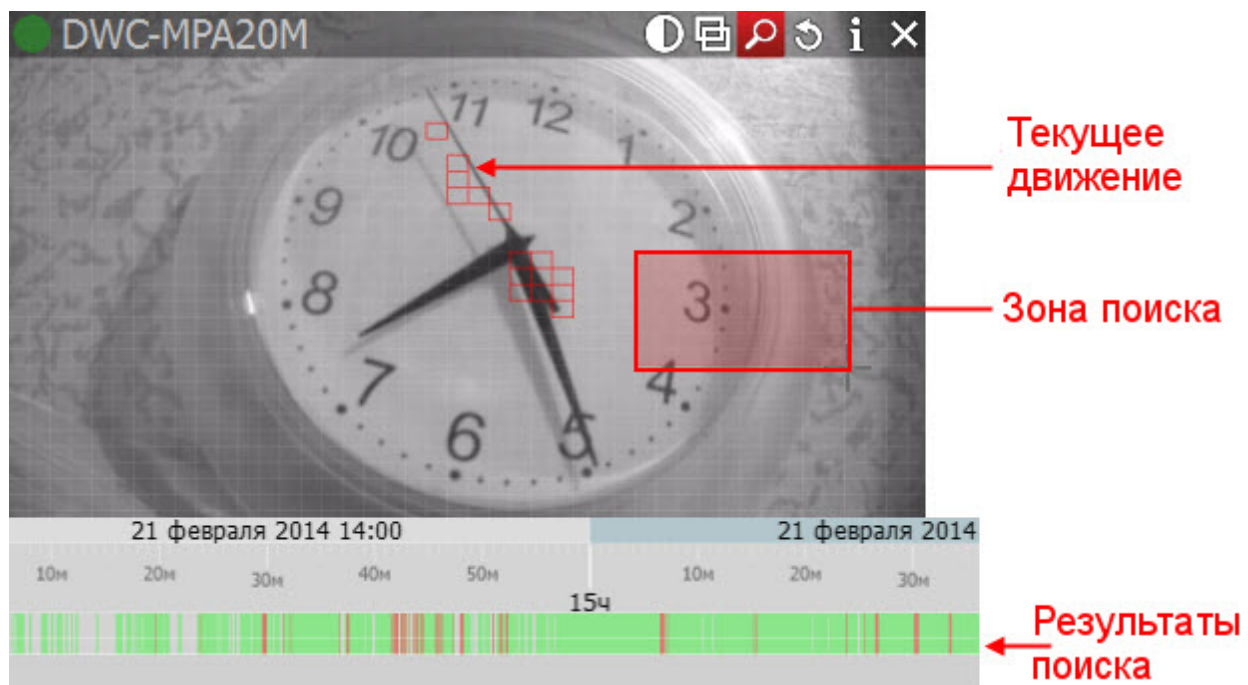 DWC-MPA20M
i
11
12
10
1
Текущее
движение
9
2
8
3
Зона поиска
7
4
6
5
21 февраля 2014 14:00
21 февраля 2014
10м 20м 30м 40м 50м 10м 20м 30м
15ч
Результаты
поиска